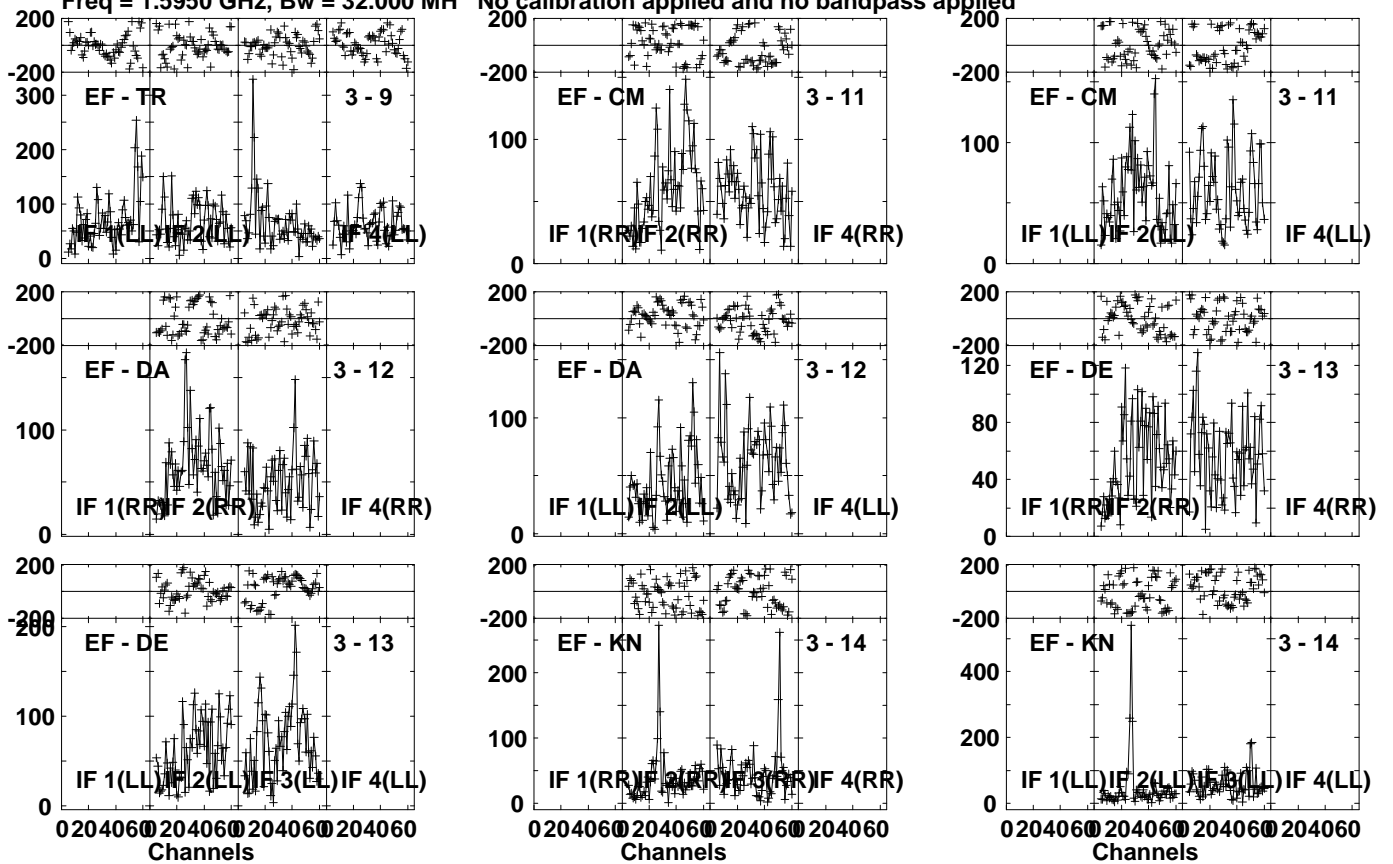 Freq = 1.5950 GHz, Bw = 32.000 MH No calibration applied and no bandpass applied
200
-200
300
200
100
0
EF - TR 3 - 9
IF 1(LL) IF 2(LL) IF 4(LL)
200
-200
100
0
EF - CM 3 - 11
IF 1(RR) IF 2(RR) IF 4(RR)
200
-200
100
0
EF - CM 3 - 11
IF 1(LL) IF 2(LL) IF 4(LL)
200
-200
100
0
EF - DA 3 - 12
IF 1(RR) IF 2(RR) IF 4(RR)
200
-200
100
0
EF - DA 3 - 12
IF 1(LL) IF 2(LL) IF 4(LL)
200
-200
120
80
40
0
EF - DE 3 - 13
IF 1(RR) IF 2(RR) IF 4(RR)
200
-200
200
100
0
EF - DE 3 - 13
IF 1(LL) IF 2(LL) IF 3(LL) IF 4(LL)
0 20 40 60 0 20 40 60 0 20 40 60 0 20 40 60
Channels
200
-200
200
100
0
EF - KN 3 - 14
IF 1(RR) IF 2(RR) IF 3(RR) IF 4(RR)
0 20 40 60 0 20 40 60 0 20 40 60 0 20 40 60
Channels
200
-200
400
200
0
EF - KN 3 - 14
IF 1(LL) IF 2(LL) IF 3(LL) IF 4(LL)
0 20 40 60 0 20 40 60 0 20 40 60 0 20 40 60
Channels